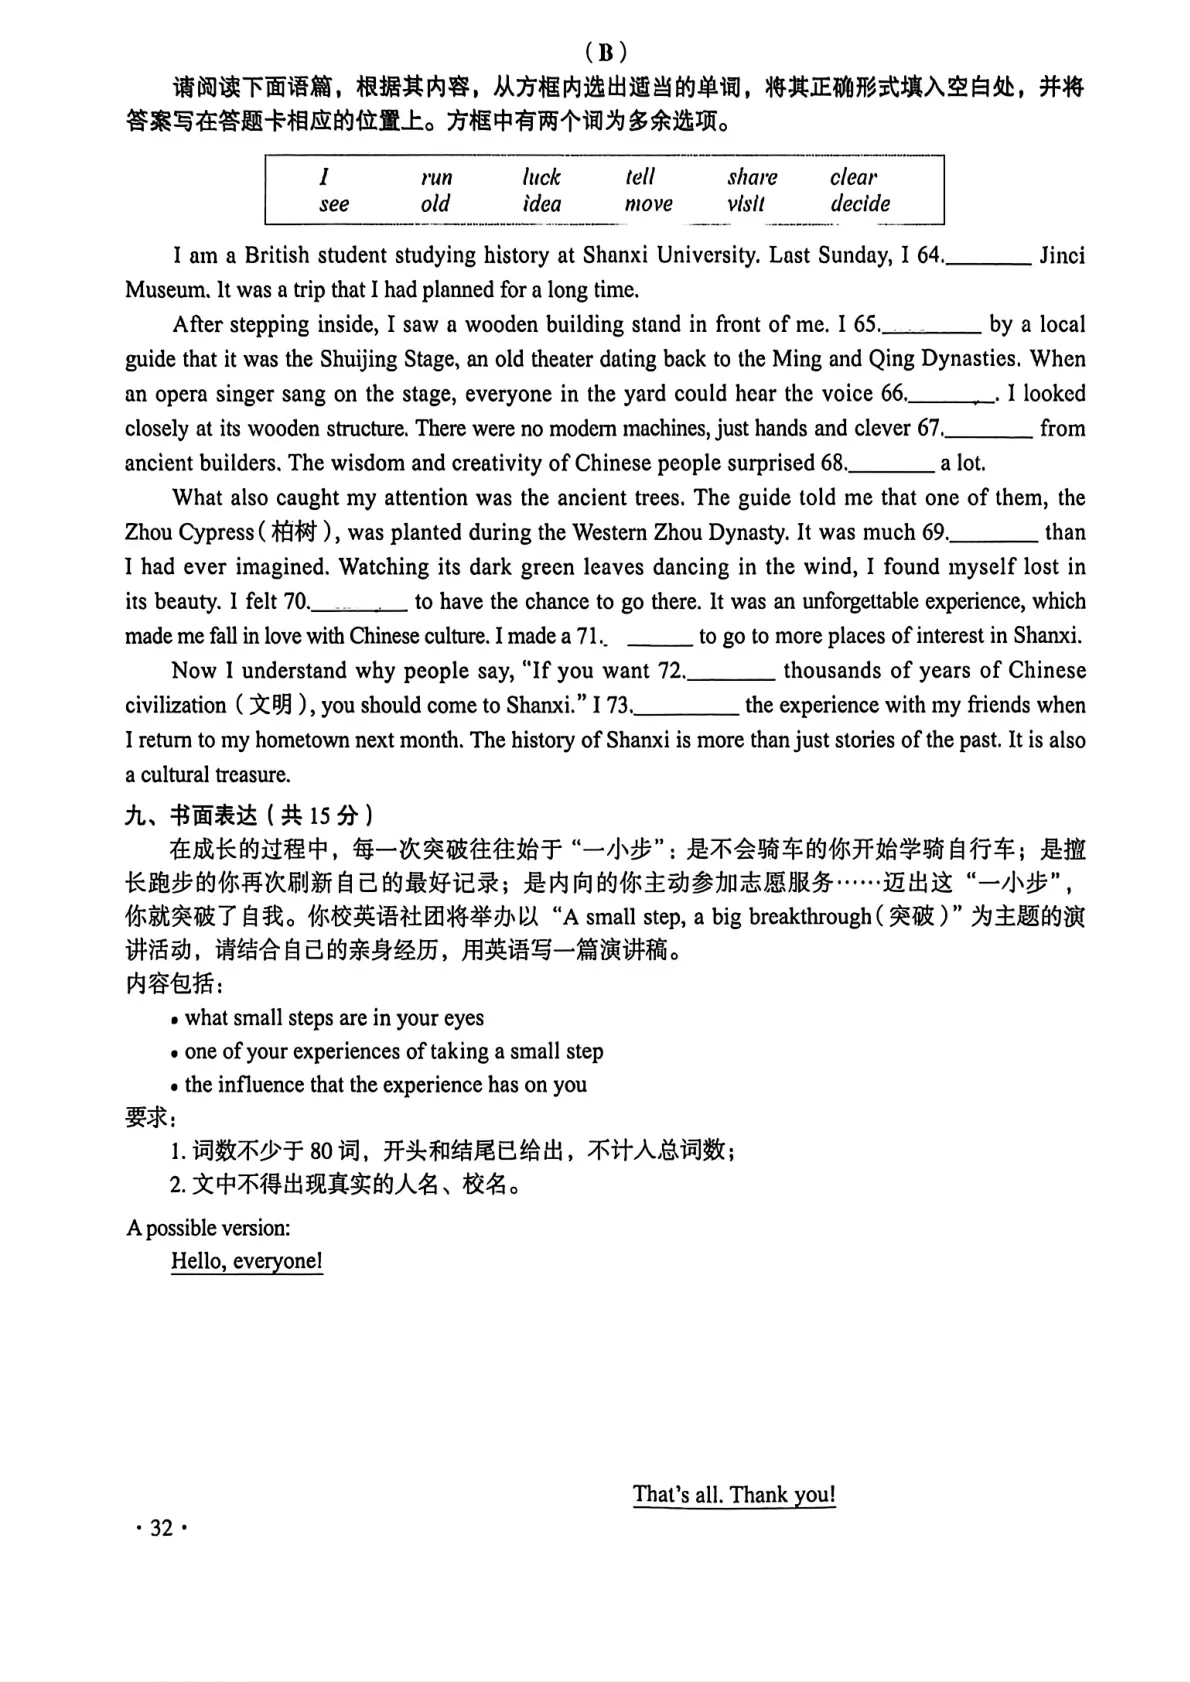 （B）
请阅读下面语篇，根据其内容，从方框内选出适当的单词，将其正确形式填入空白处，并将
答案写在答题卡相应的位置上。方框中有两个词为多余选项。
I run luck tell share clear
see old idea move visit decide
I am a British student studying history at Shanxi University. Last Sunday, I 64.________ Jinci
Museum. It was a trip that I had planned for a long time.
After stepping inside, I saw a wooden building stand in front of me. I 65.________ by a local
guide that it was the Shuijing Stage, an old theater dating back to the Ming and Qing Dynasties. When
an opera singer sang on the stage, everyone in the yard could hear the voice 66.________. I looked
closely at its wooden structure. There were no modern machines, just hands and clever 67.________ from
ancient builders. The wisdom and creativity of Chinese people surprised 68.________ a lot.
What also caught my attention was the ancient trees. The guide told me that one of them, the
Zhou Cypress（柏树）, was planted during the Western Zhou Dynasty. It was much 69.________ than
I had ever imagined. Watching its dark green leaves dancing in the wind, I found myself lost in
its beauty. I felt 70.________ to have the chance to go there. It was an unforgettable experience, which
made me fall in love with Chinese culture. I made a 71.________ to go to more places of interest in Shanxi.
Now I understand why people say, “If you want 72.________ thousands of years of Chinese
civilization（文明）, you should come to Shanxi.” I 73.________ the experience with my friends when
I return to my hometown next month. The history of Shanxi is more than just stories of the past. It is also
a cultural treasure.
九、书面表达（共 15 分）
在成长的过程中，每一次突破往往始于“一小步”：是不会骑车的你开始学骑自行车；是擅
长跑步的你再次刷新自己的最好记录；是内向的你主动参加志愿服务……迈出这“一小步”，
你就突破了自我。你校英语社团将举办以“A small step, a big breakthrough（突破）”为主题的演
讲活动，请结合自己的亲身经历，用英语写一篇演讲稿。
内容包括：
• what small steps are in your eyes
• one of your experiences of taking a small step
• the influence that the experience has on you
要求：
1. 词数不少于 80 词，开头和结尾已给出，不计入总词数；
2. 文中不得出现真实的人名、校名。
A possible version:
Hello, everyone!
That’s all. Thank you!
· 32 ·